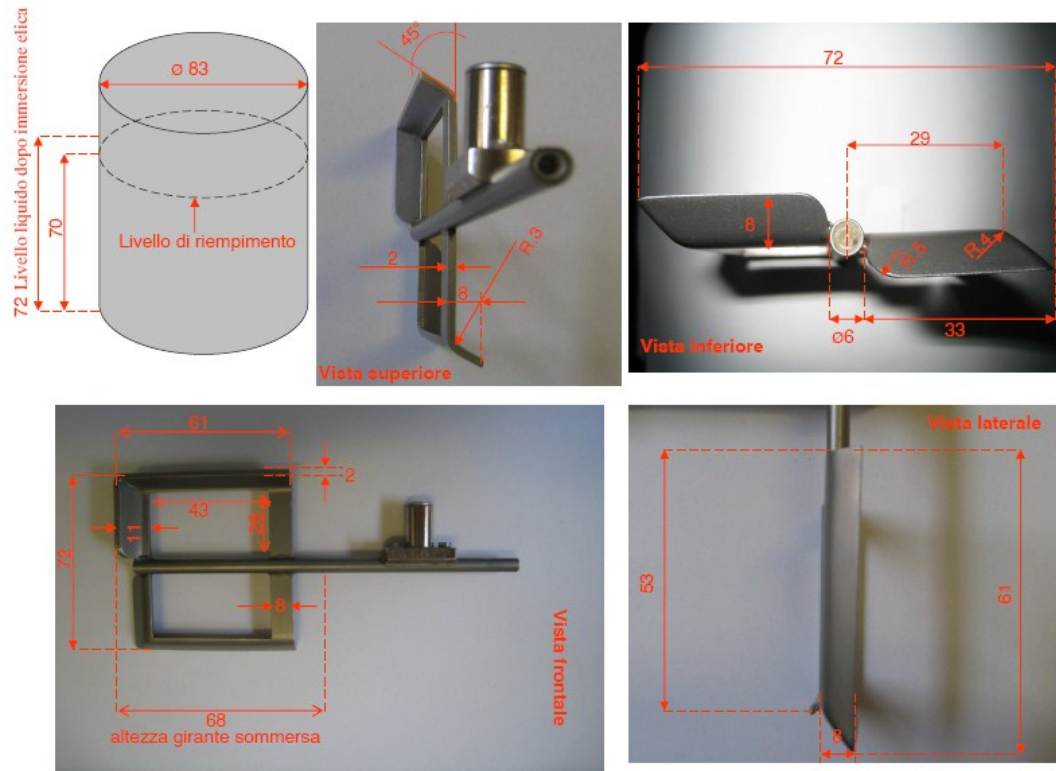 72 Livello liquido dopo immersione elica
ø 83
70
Livello di riempimento
45°
2
8
R.3
Vista superiore
72
29
8
R.5
R.4
ø6
33
Vista inferiore
61
2
43
28
11
72
8
68
altezza girante sommersa
Vista frontale
Vista laterale
53
61
8